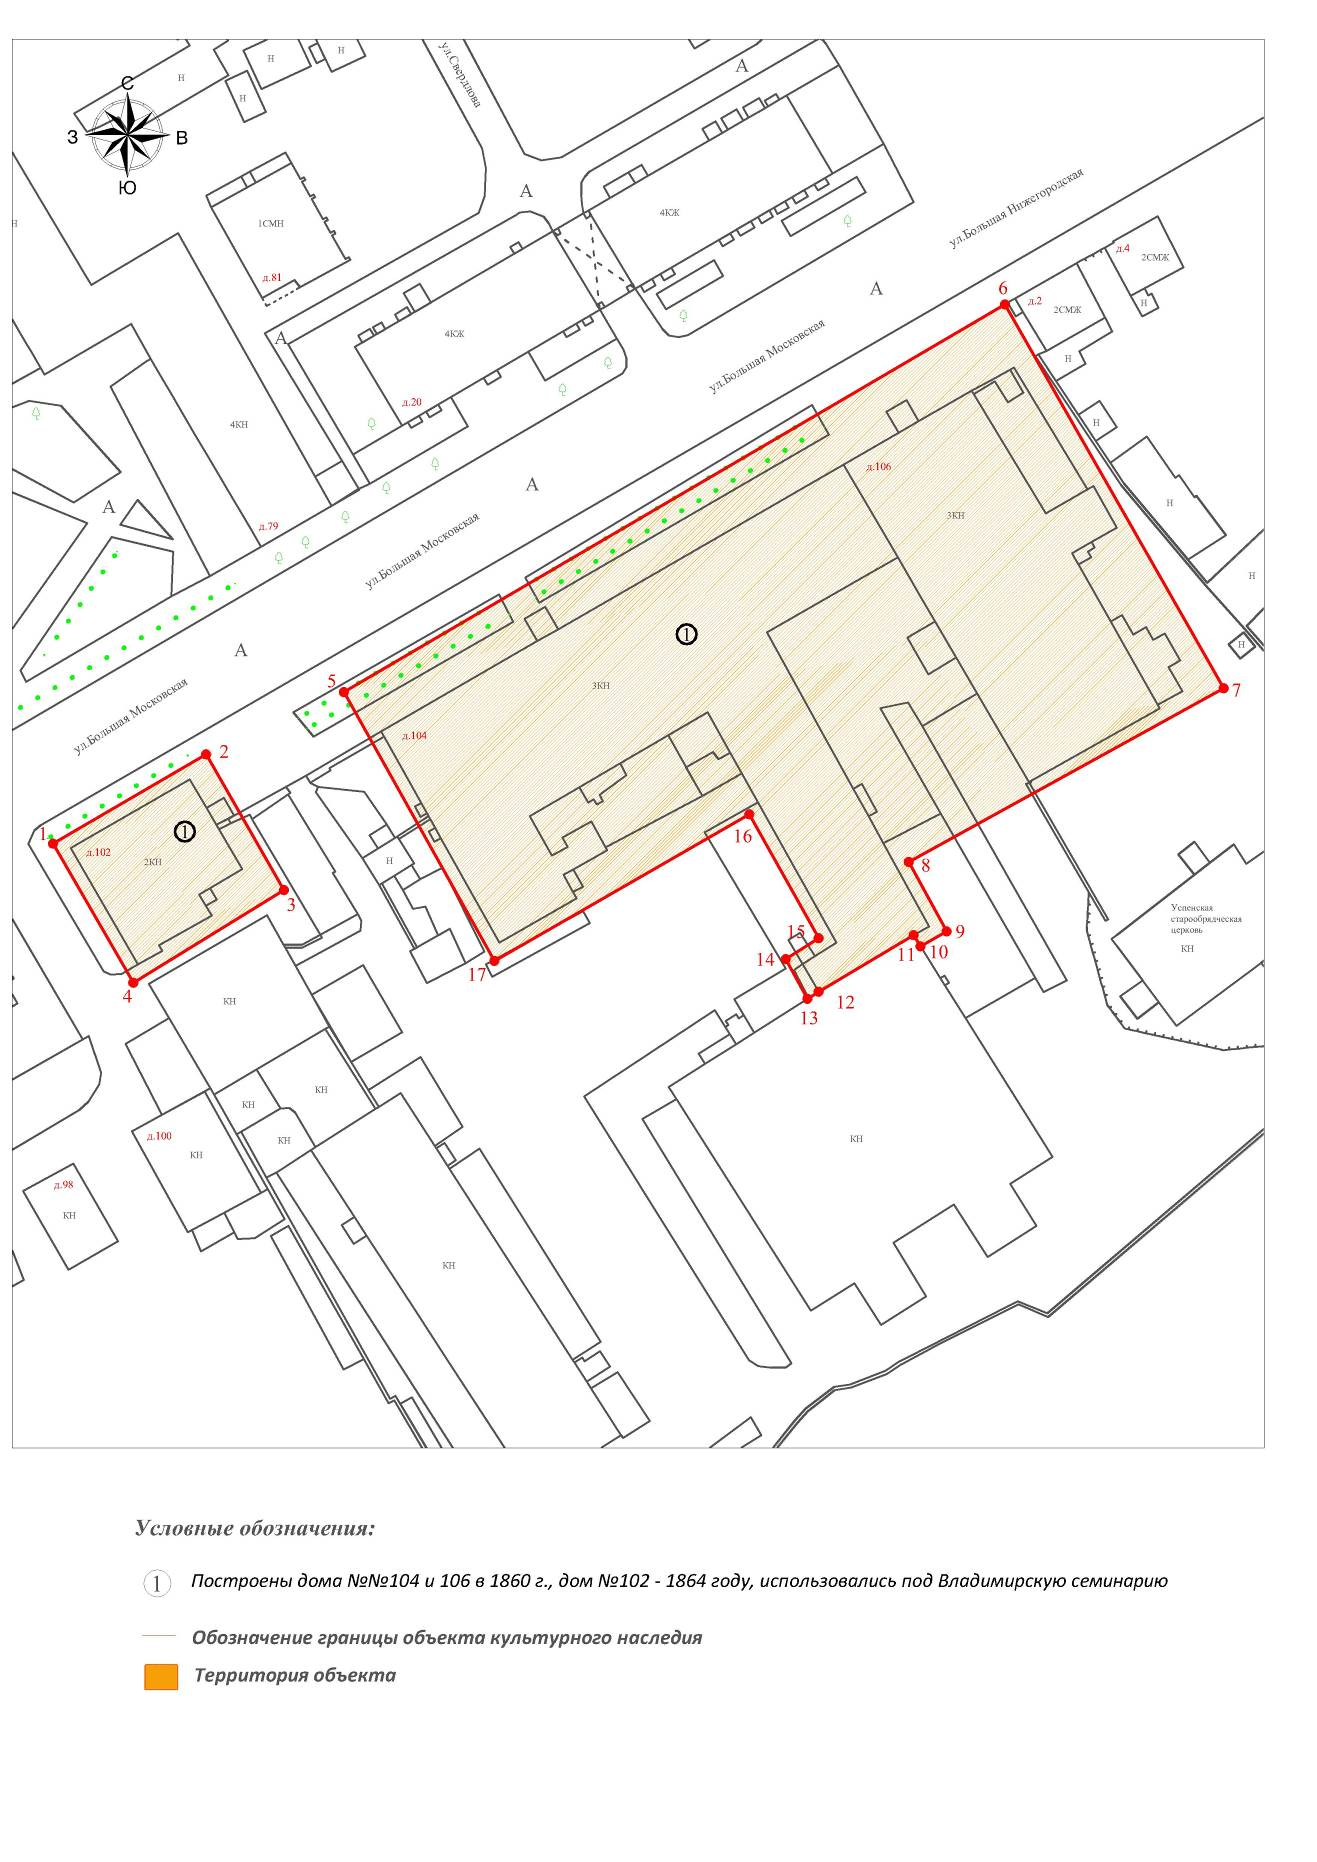 Н
Н
Н
Н
ул.Свердлова
А
С
З
В
Ю
Н
1СМН
д.81
А
4КЖ
ул.Большая Нижегородская
д.4
2СМЖ
Н
А
6
д.2
2СМЖ
А
4КЖ
ул.Большая Московская
Н
д.20
4КН
Н
д.106
А
А
Н
3КН
д.79
ул.Большая Московская
Н
1
Н
А
5
3КН
7
ул.Большая Московская
д.104
2
1
1
16
д.102
2КН
Н
8
3
Успенская
старообрядческая
церковь
КН
15
9
11
10
14
17
4
12
КН
13
КН
КН
д.100
КН
КН
КН
д.98
КН
КН
Условные обозначения:
1 Построены дома №№104 и 106 в 1860 г., дом №102 - 1864 году, использовались под Владимирскую семинарию
Обозначение границы объекта культурного наследия
Территория объекта